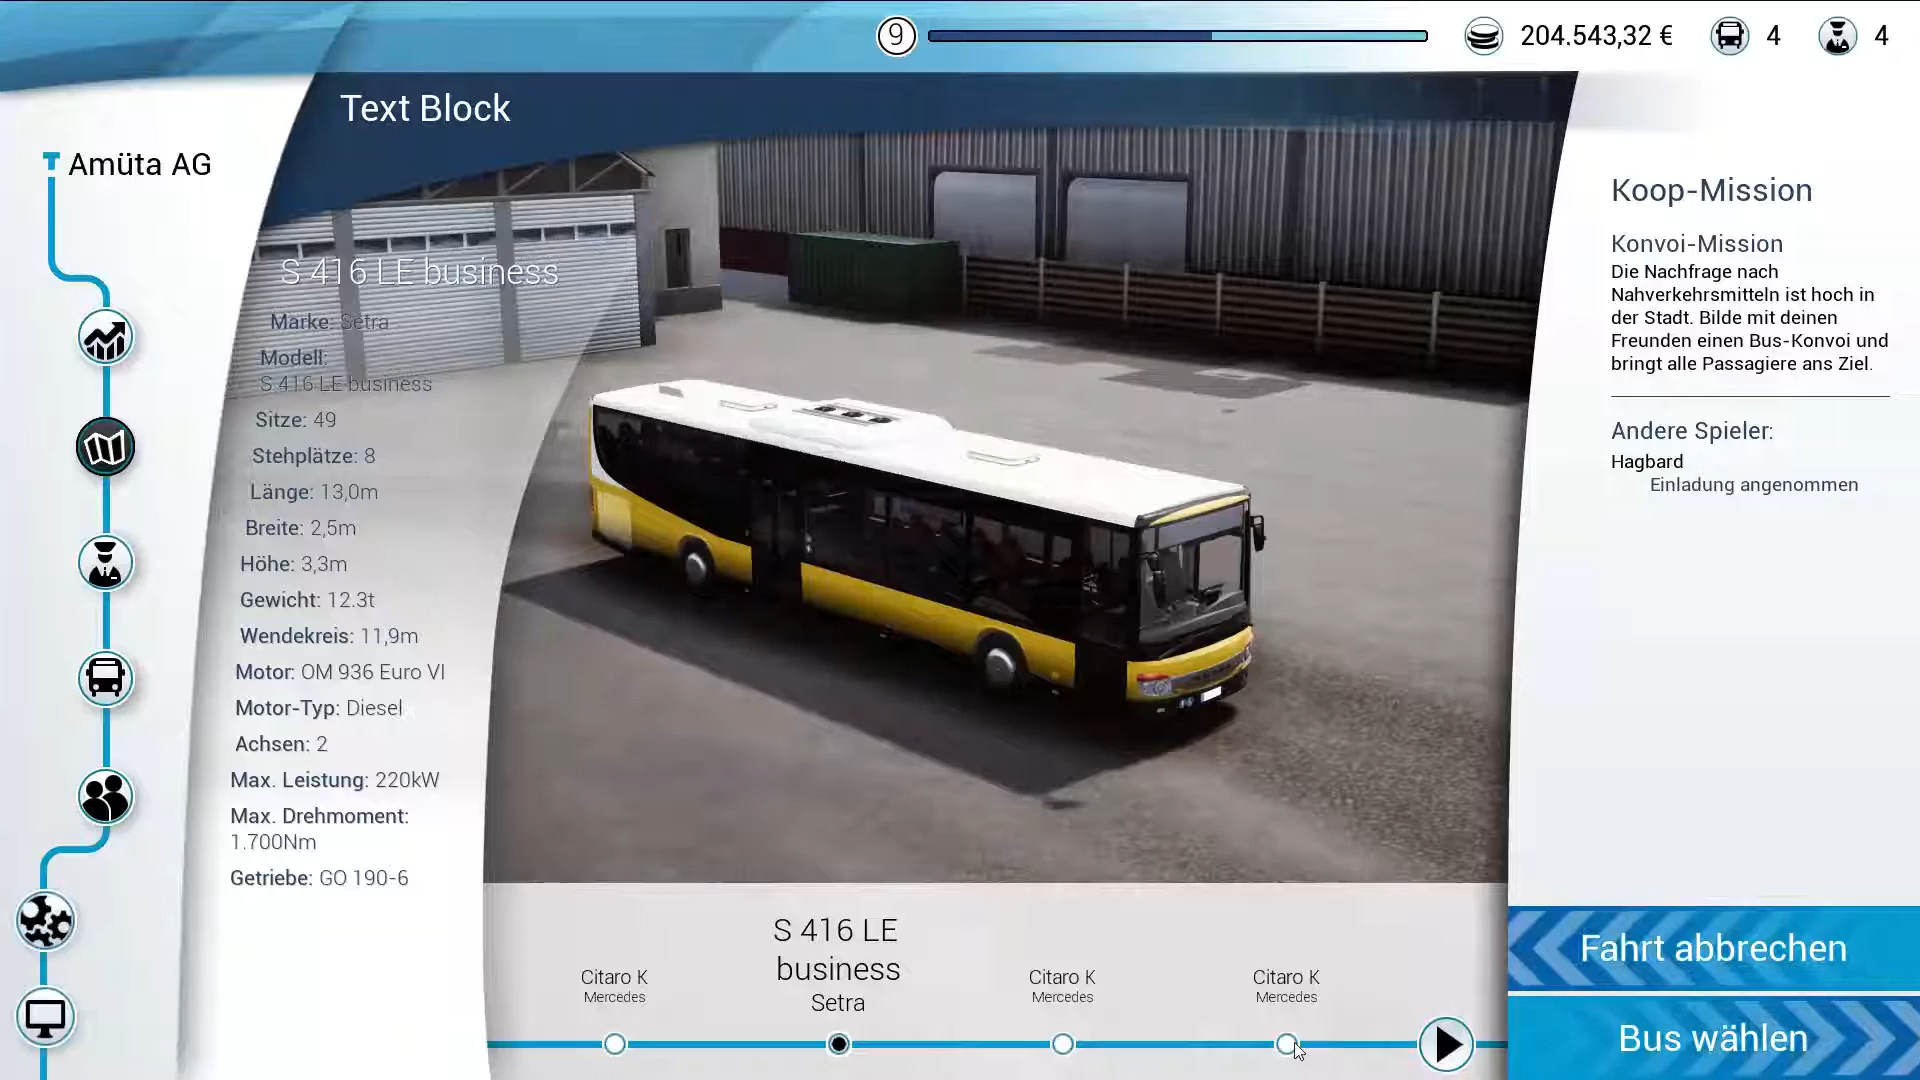 9
204.543,32 €
4
4
Text Block
Amüta AG
S 416 LE business
Marke: Setra
Modell:
S 416 LE business
Sitze: 49
Stehplätze: 8
Länge: 13,0m
Breite: 2,5m
Höhe: 3,3m
Gewicht: 12.3t
Wendekreis: 11,9m
Motor: OM 936 Euro VI
Motor-Typ: Diesel
Achsen: 2
Max. Leistung: 220kW
Max. Drehmoment:
1.700Nm
Getriebe: GO 190-6
Koop-Mission
Konvoi-Mission
Die Nachfrage nach
Nahverkehrsmitteln ist hoch in
der Stadt. Bilde mit deinen
Freunden einen Bus-Konvoi und
bringt alle Passagiere ans Ziel.
Andere Spieler:
Hagbard
Einladung angenommen
Citaro K
Mercedes
S 416 LE
business
Setra
Citaro K
Mercedes
Citaro K
Mercedes
Fahrt abbrechen
Bus wählen